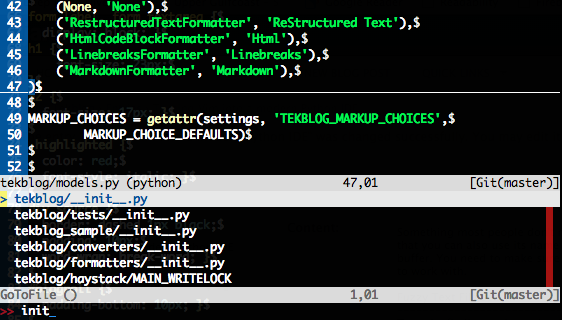 42 (None, 'None'),$
43 ('RestructuredTextFormatter', 'ReStructured Text'),$
44 ('HtmlCodeBlockFormatter', 'Html'),$
45 ('LinebreaksFormatter', 'Linebreaks'),$
46 ('MarkdownFormatter', 'Markdown'),$
47 )$
48 $
49 MARKUP_CHOICES = getattr(settings, 'TEKBLOG_MARKUP_CHOICES',$
50 MARKUP_CHOICE_DEFAULTS)$
51 $
52 $
tekblog/models.py (python) 47,01 [Git(master)]
> tekblog/__init__.py
tekblog/tests/__init__.py
tekblog_sample/__init__.py
tekblog/converters/__init__.py
tekblog/formatters/__init__.py
tekblog/haystack/MAIN_WRITELOCK
GoToFile () 1,01 [Git(master)]
>> init_